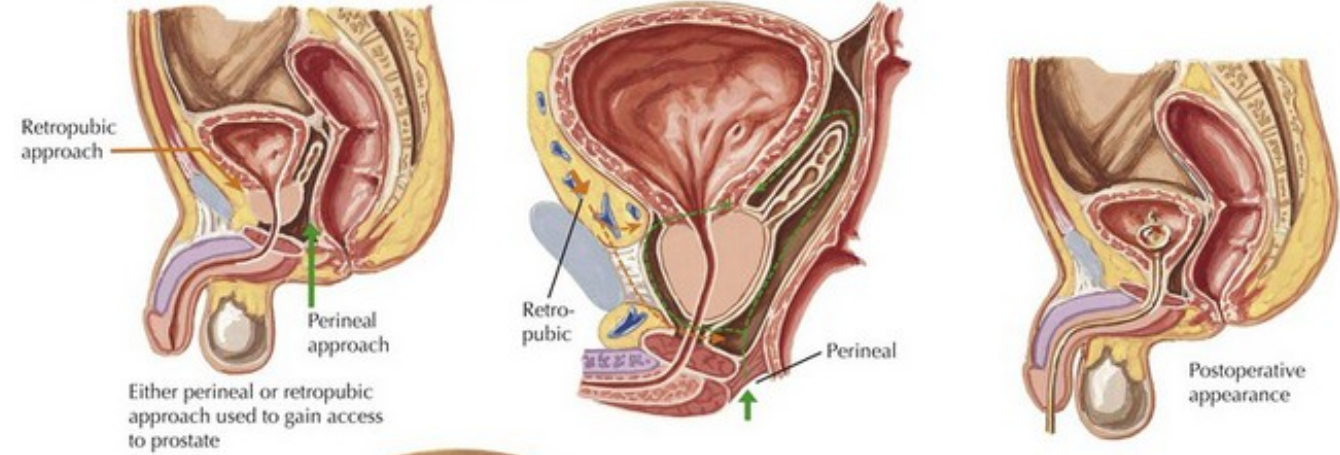 Retropubic
approach
Perineal
approach
Either perineal or retropubic
approach used to gain access
to prostate
Retro-
pubic
Perineal
Postoperative
appearance